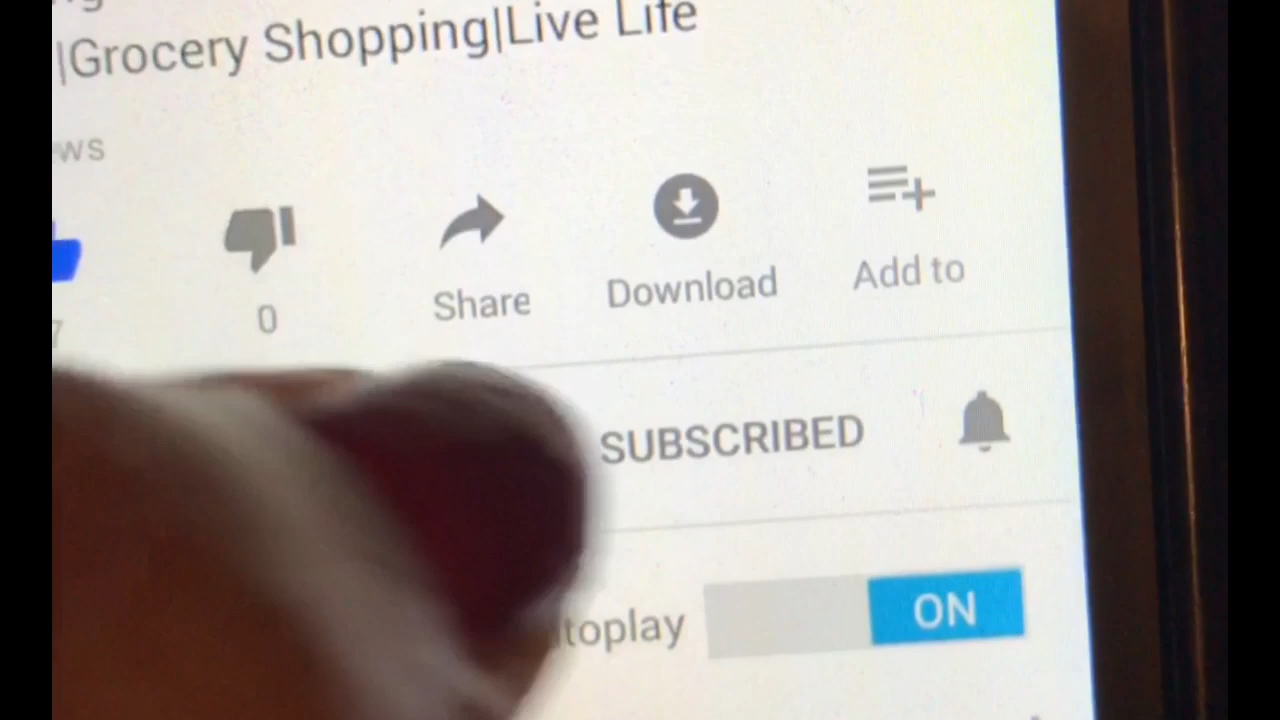 |Grocery Shopping|Live Life
0
Share
Download
Add to
SUBSCRIBED
ON